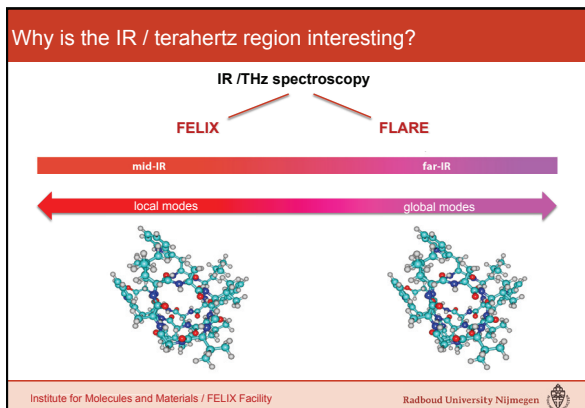 Why is the IR / terahertz region interesting?
IR /THz spectroscopy
FELIX FLARE
mid-IR far-IR
local modes global modes
Institute for Molecules and Materials / FELIX Facility Radboud University Nijmegen